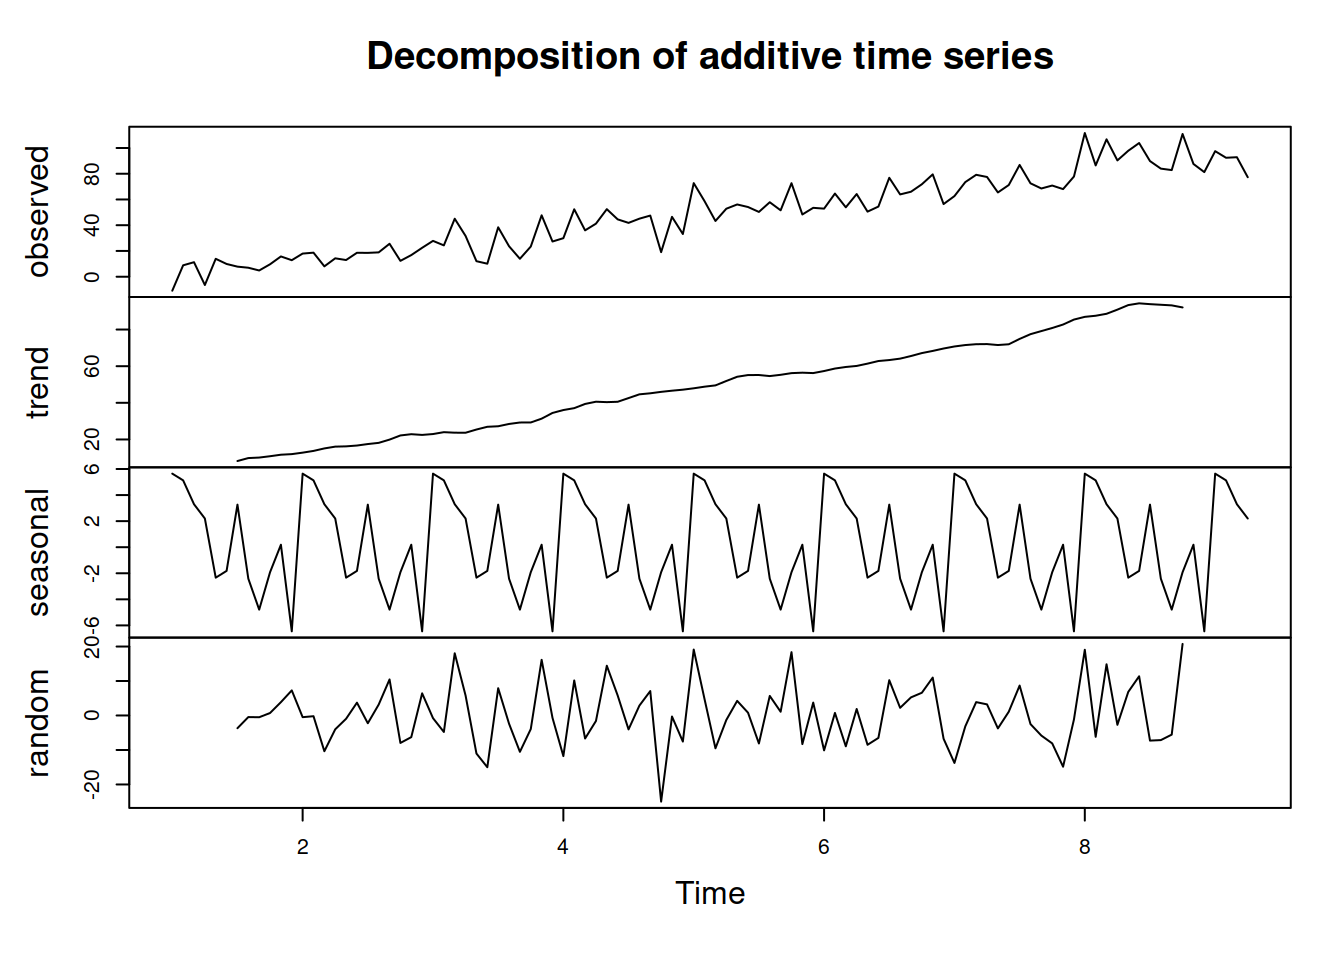 Decomposition of additive time series
observed
0 40 80
trend
20 60
seasonal
-6 -2 2 6
random
-20 0 20
2 4 6 8
Time